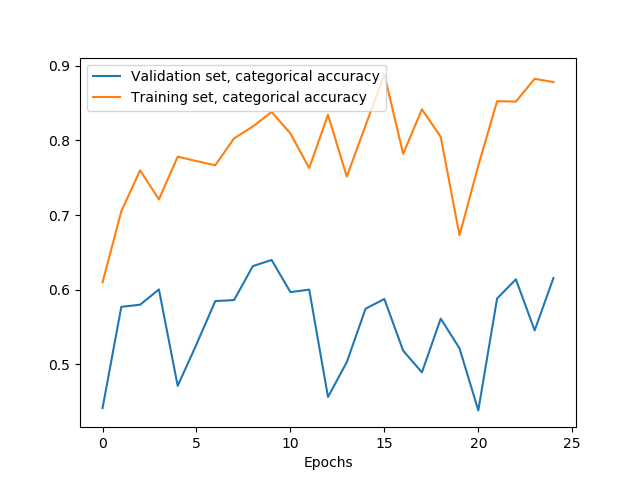 Validation set, categorical accuracy
Training set, categorical accuracy
0.9
0.8
0.7
0.6
0.5
0 5 10 15 20 25
Epochs